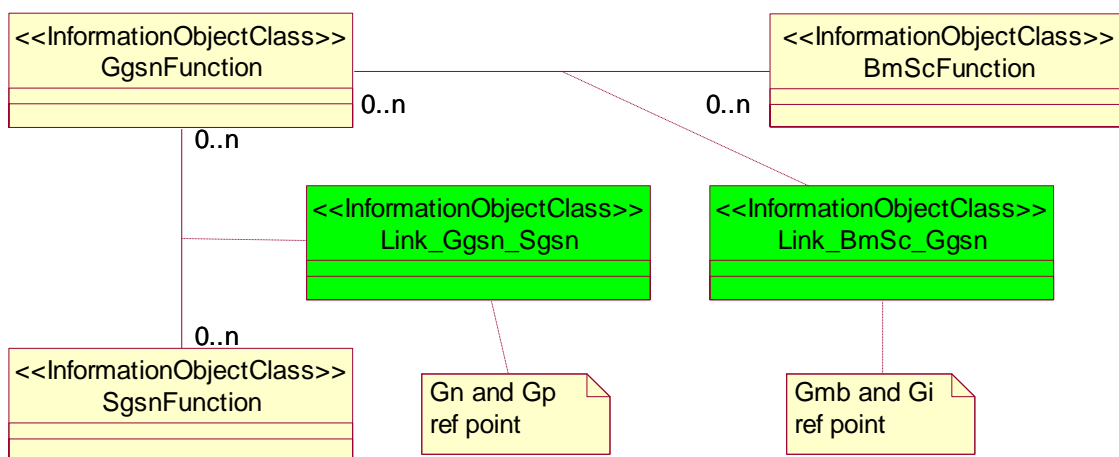 <<InformationObjectClass>>
GgsnFunction
<<InformationObjectClass>>
BmScFunction
0..n
0..n
0..n
<<InformationObjectClass>>
Link_Ggsn_Sgsn
<<InformationObjectClass>>
Link_BmSc_Ggsn
0..n
<<InformationObjectClass>>
SgsnFunction
Gn and Gp
ref point
Gmb and Gi
ref point